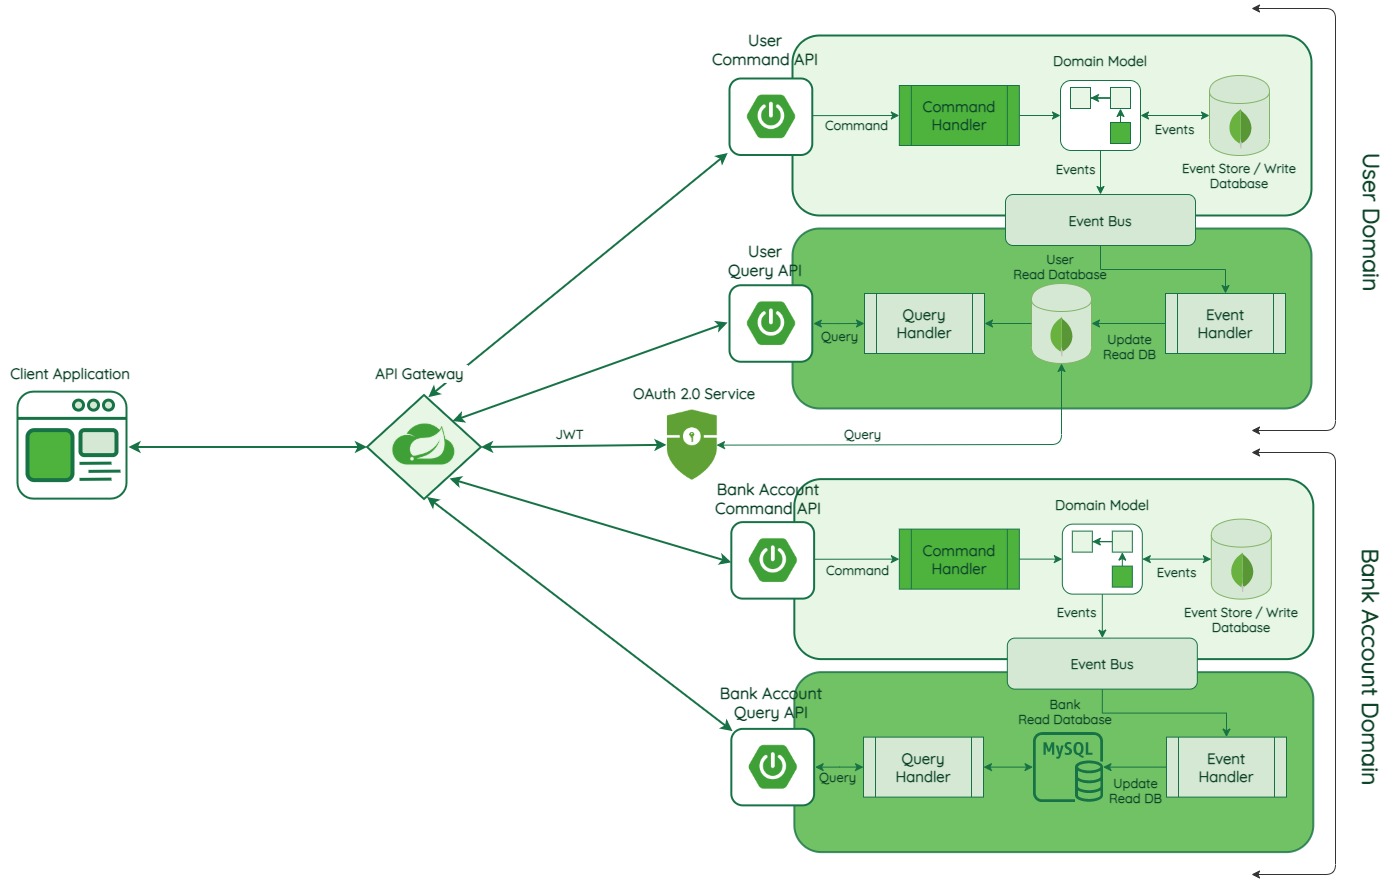 User
Command API
Domain Model
Command
Handler
Command
Events
Event Store / Write
Database
Events
Event Bus
User Domain
User
Query API
User
Read Database
Query
Handler
Query
Event
Handler
Update
Read DB
Client Application
API Gateway
OAuth 2.0 Service
JWT
Query
Bank Account
Command API
Domain Model
Command
Handler
Command
Events
Event Store / Write
Database
Events
Event Bus
Bank Account Domain
Bank Account
Query API
Bank
Read Database
MySQL
Query
Handler
Query
Event
Handler
Update
Read DB